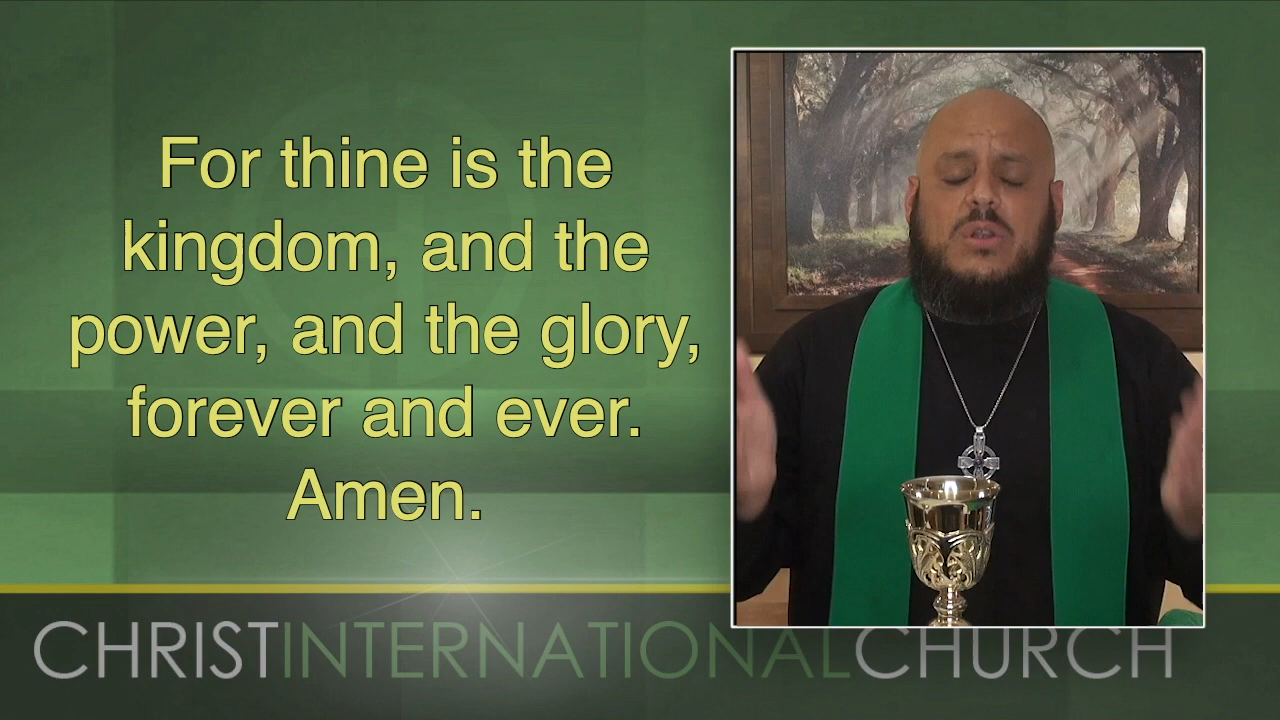 For thine is the
kingdom, and the
power, and the glory,
forever and ever.
Amen.
CHRISTINTERNATIONALCHURCH